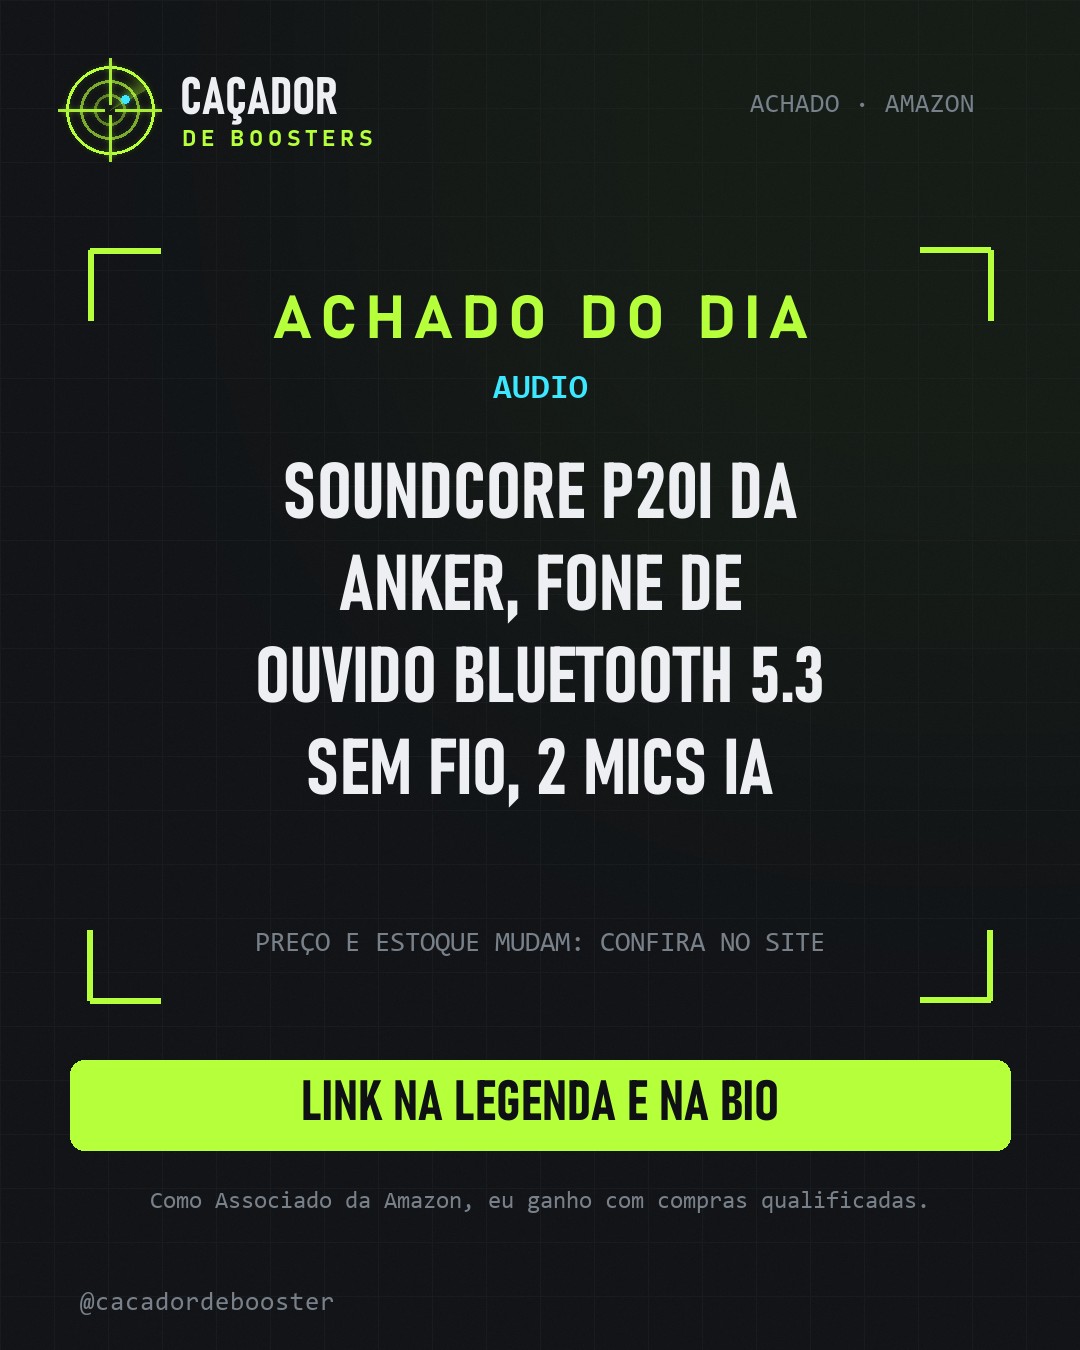 CAÇADOR
DE BOOSTERS
ACHADO · AMAZON
ACHADO DO DIA
AUDIO
SOUNDCORE P20I DA
ANKER, FONE DE
OUVIDO BLUETOOTH 5.3
SEM FIO, 2 MICS IA
PREÇO E ESTOQUE MUDAM: CONFIRA NO SITE
LINK NA LEGENDA E NA BIO
Como Associado da Amazon, eu ganho com compras qualificadas.
@cacadordebooster